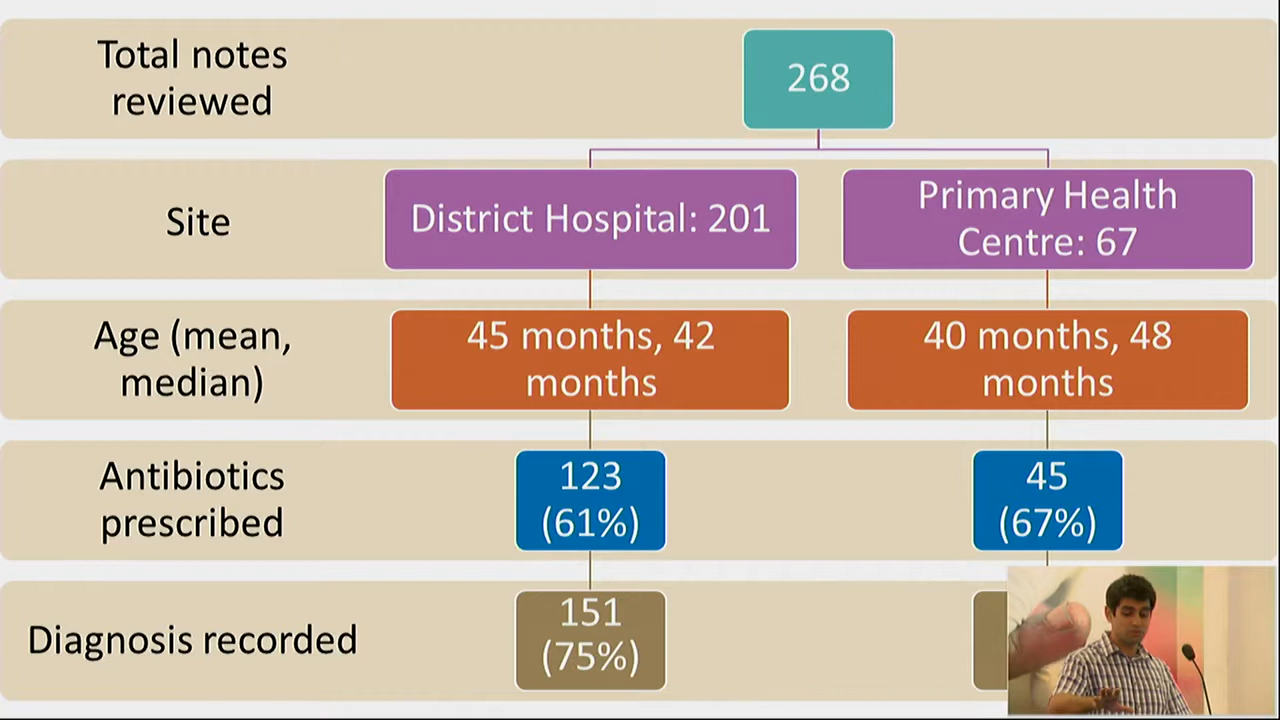 Total notes
reviewed
268
Site
District Hospital: 201
Primary Health
Centre: 67
Age (mean,
median)
45 months, 42
months
40 months, 48
months
Antibiotics
prescribed
123
(61%)
45
(67%)
Diagnosis recorded
151
(75%)